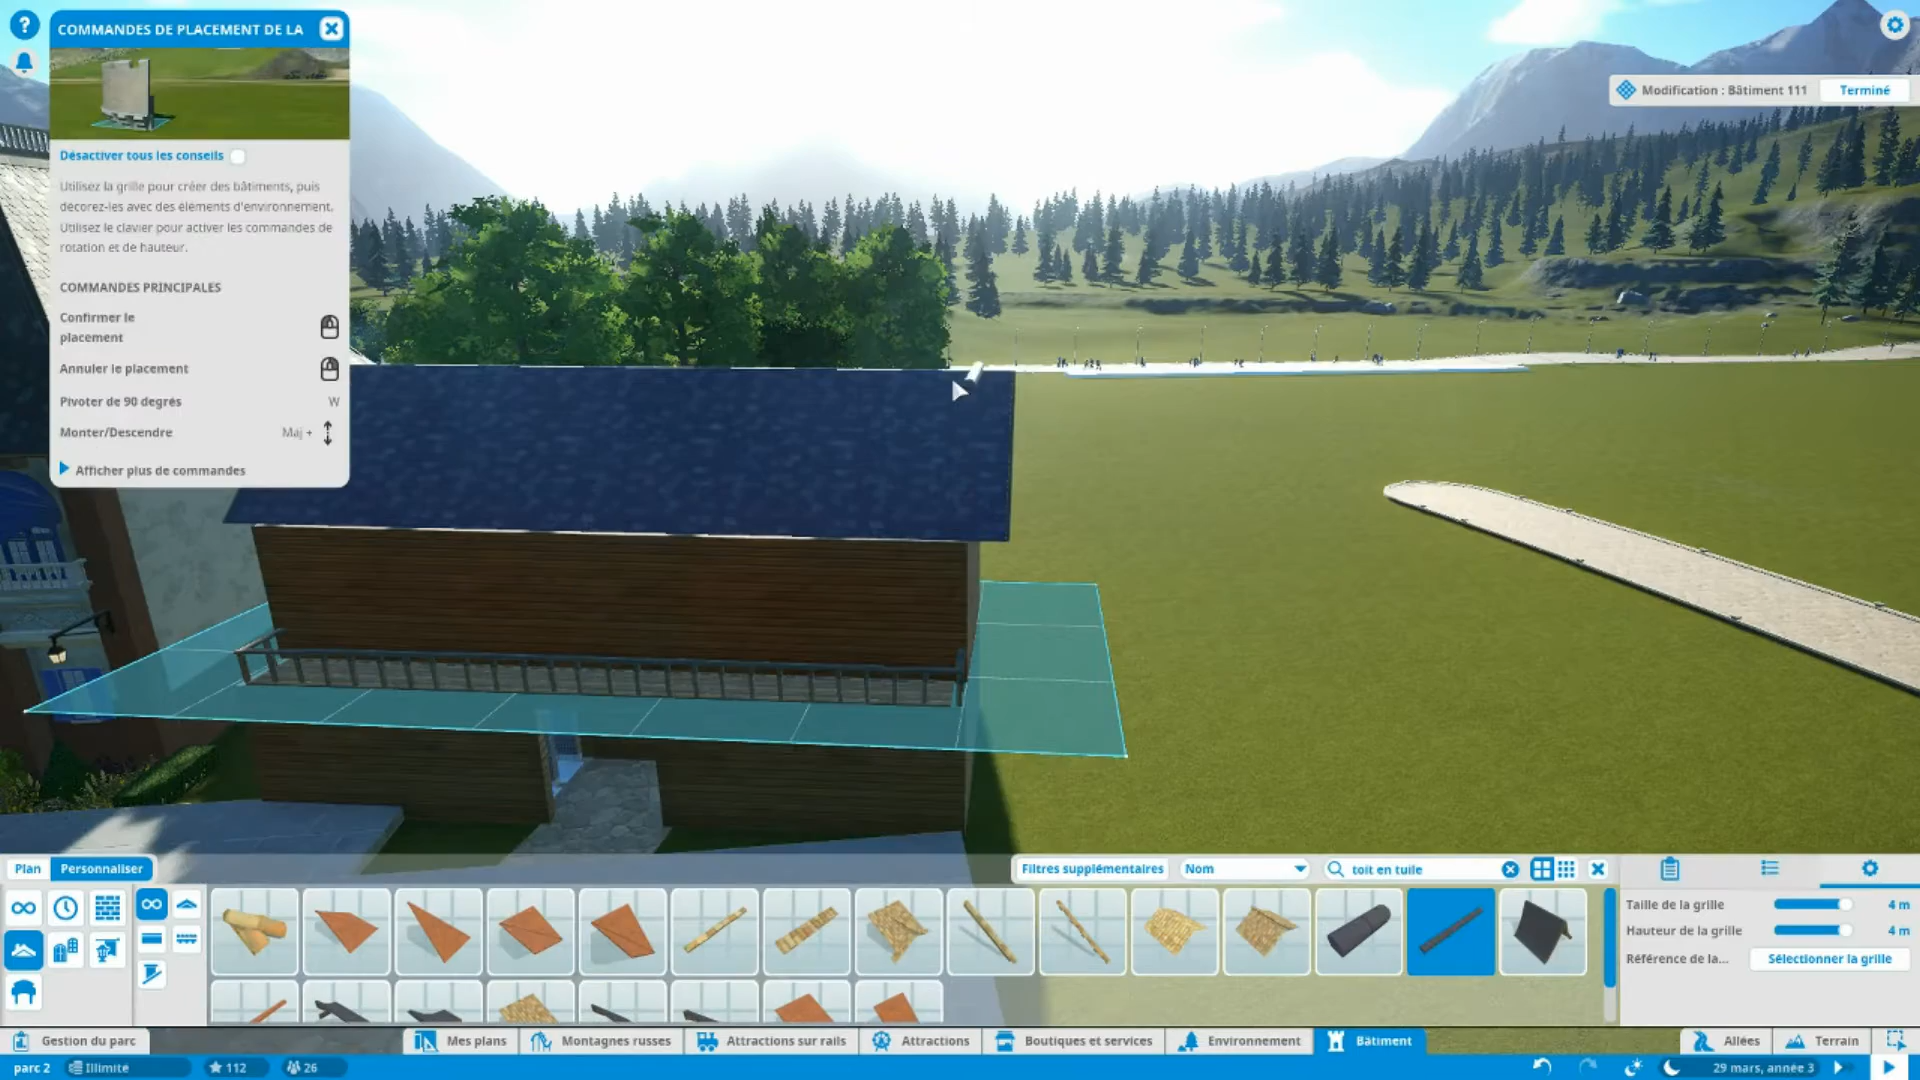 COMMANDES DE PLACEMENT DE LA
Désactiver tous les conseils
Utilisez la grille pour créer des bâtiments, puis
décorez-les avec des éléments d'environnement.
Utilisez le clavier pour activer les commandes de
rotation et de hauteur.
COMMANDES PRINCIPALES
Confirmer le
placement
Annuler le placement
Pivoter de 90 degrés W
Monter/Descendre Maj +
Afficher plus de commandes
Modification : Bâtiment 111 Terminé
Plan Personnaliser
Filtres supplémentaires Nom toit en tuile
Taille de la grille 4 m
Hauteur de la grille 4 m
Référence de la... Sélectionner la grille
Gestion du parc Mes plans Montagnes russes Attractions sur rails Attractions Boutiques et services Environnement Bâtiment Allées Terrain
parc 2 Illimité 112 26 29 mars, année 3